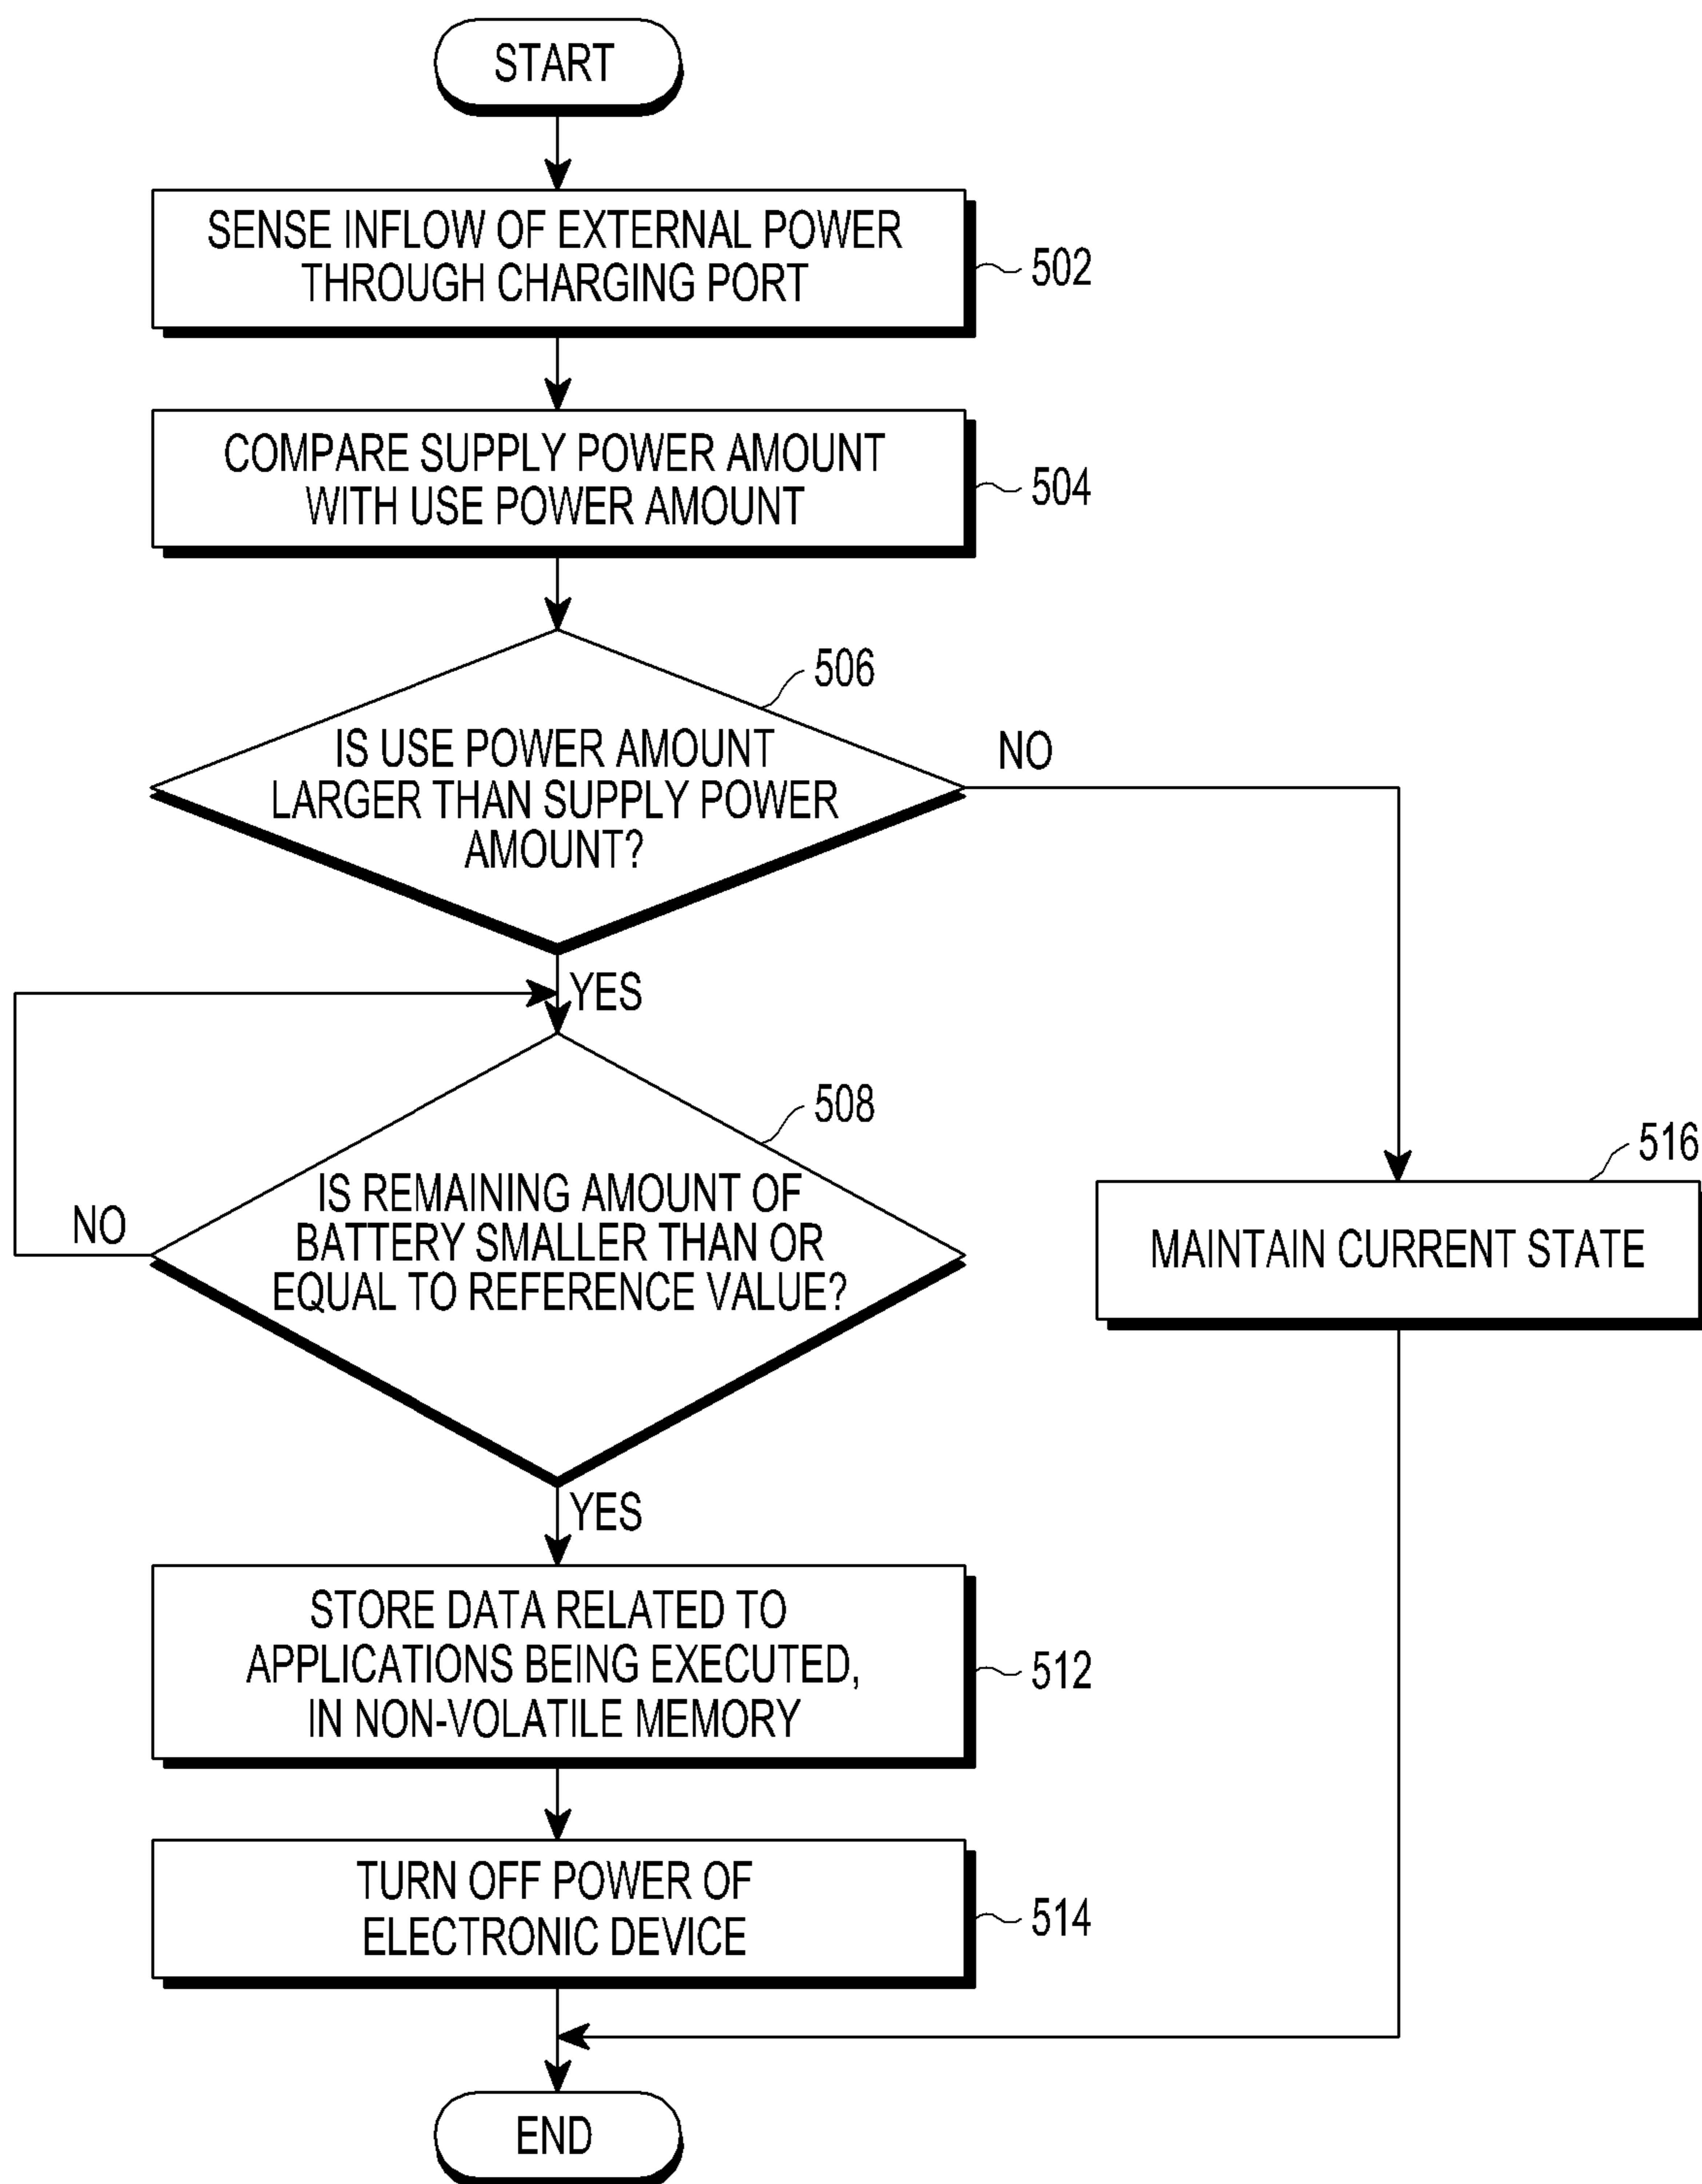 START
SENSE INFLOW OF EXTERNAL POWER
THROUGH CHARGING PORT
502
COMPARE SUPPLY POWER AMOUNT
WITH USE POWER AMOUNT
504
506
IS USE POWER AMOUNT
LARGER THAN SUPPLY POWER
AMOUNT?
NO
YES
508
IS REMAINING AMOUNT OF
BATTERY SMALLER THAN OR
EQUAL TO REFERENCE VALUE?
NO
516
MAINTAIN CURRENT STATE
YES
STORE DATA RELATED TO
APPLICATIONS BEING EXECUTED,
IN NON-VOLATILE MEMORY
512
TURN OFF POWER OF
ELECTRONIC DEVICE
514
END